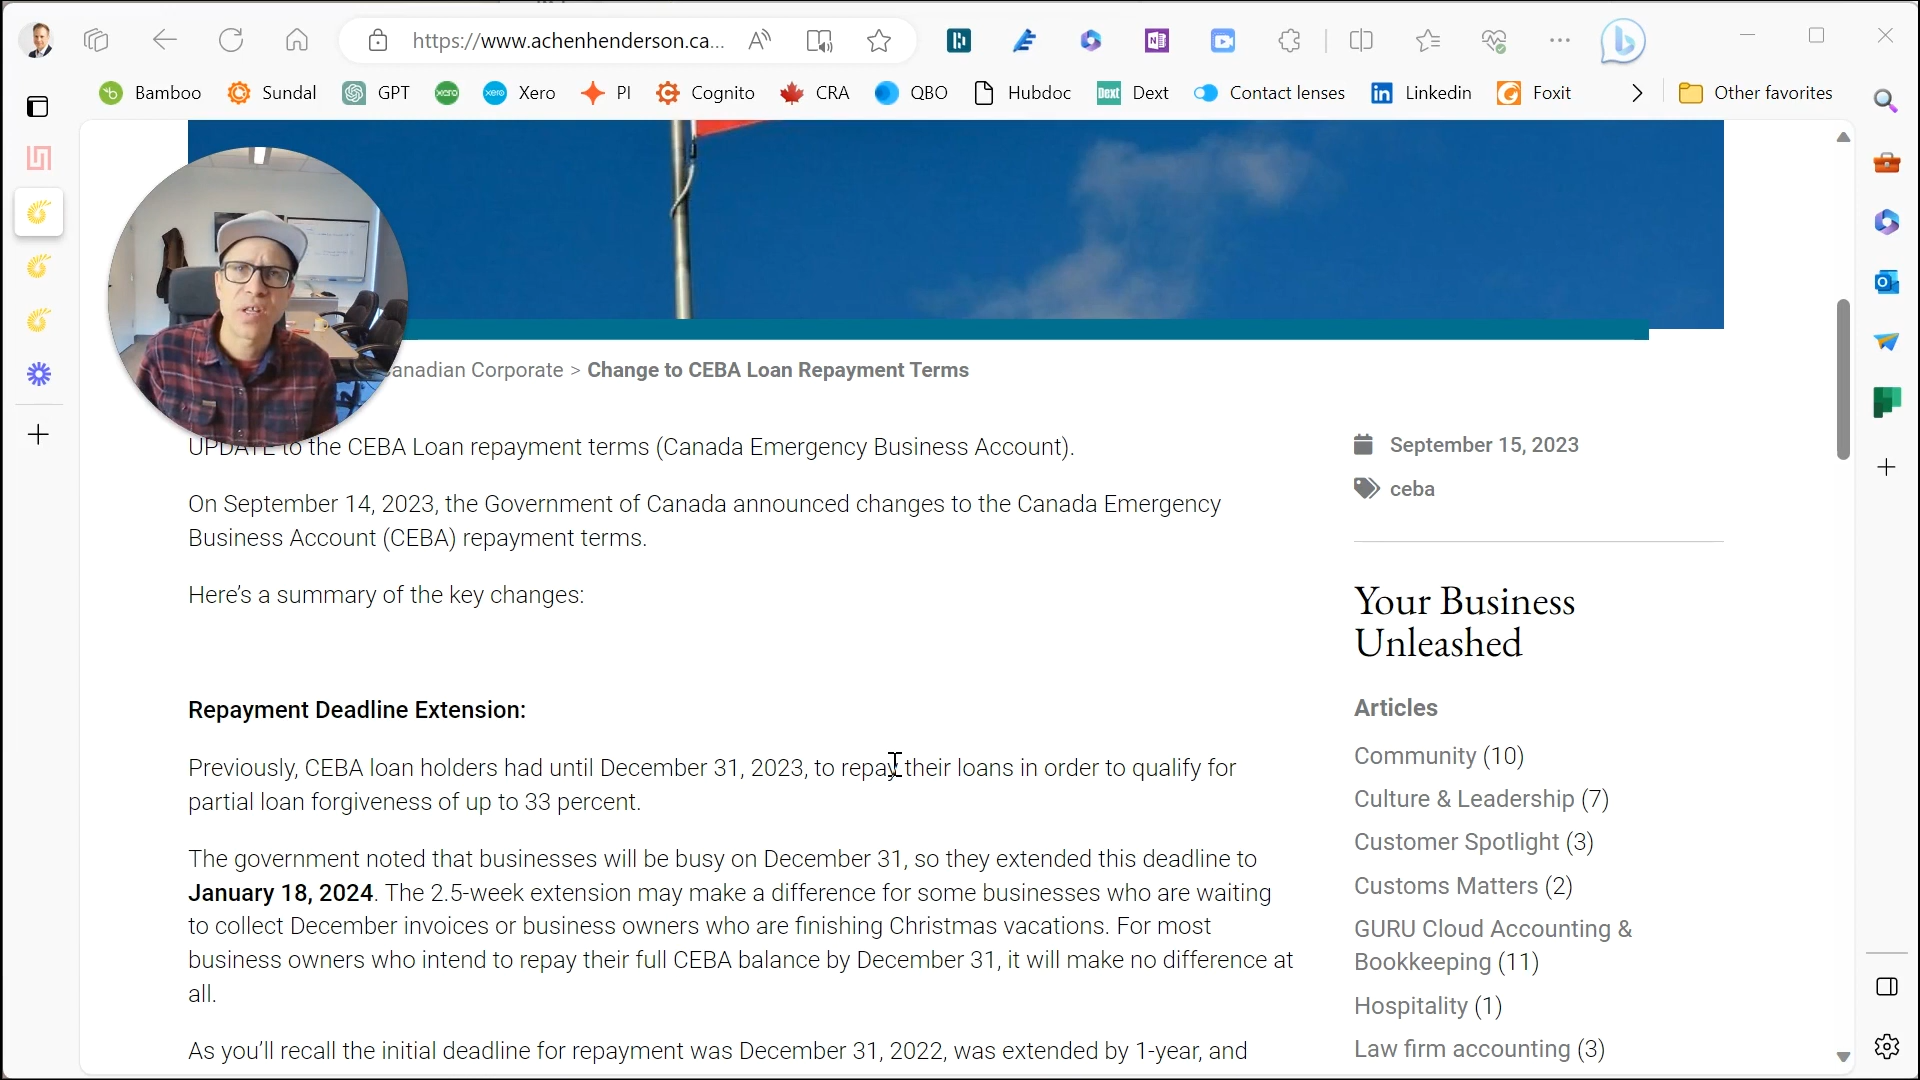 https://www.achenhenderson.ca...
Bamboo Sundal GPT Xero PI Cognito CRA QBO Hubdoc Dext Contact lenses Linkedin Foxit Other favorites
anadian Corporate > Change to CEBA Loan Repayment Terms
UPDATE to the CEBA Loan repayment terms (Canada Emergency Business Account).
On September 14, 2023, the Government of Canada announced changes to the Canada Emergency
Business Account (CEBA) repayment terms.
Here’s a summary of the key changes:
Repayment Deadline Extension:
Previously, CEBA loan holders had until December 31, 2023, to repay their loans in order to qualify for
partial loan forgiveness of up to 33 percent.
The government noted that businesses will be busy on December 31, so they extended this deadline to
January 18, 2024. The 2.5-week extension may make a difference for some businesses who are waiting
to collect December invoices or business owners who are finishing Christmas vacations. For most
business owners who intend to repay their full CEBA balance by December 31, it will make no difference at
all.
As you’ll recall the initial deadline for repayment was December 31, 2022, was extended by 1-year, and
September 15, 2023
ceba
Your Business
Unleashed
Articles
Community (10)
Culture & Leadership (7)
Customer Spotlight (3)
Customs Matters (2)
GURU Cloud Accounting &
Bookkeeping (11)
Hospitality (1)
Law firm accounting (3)